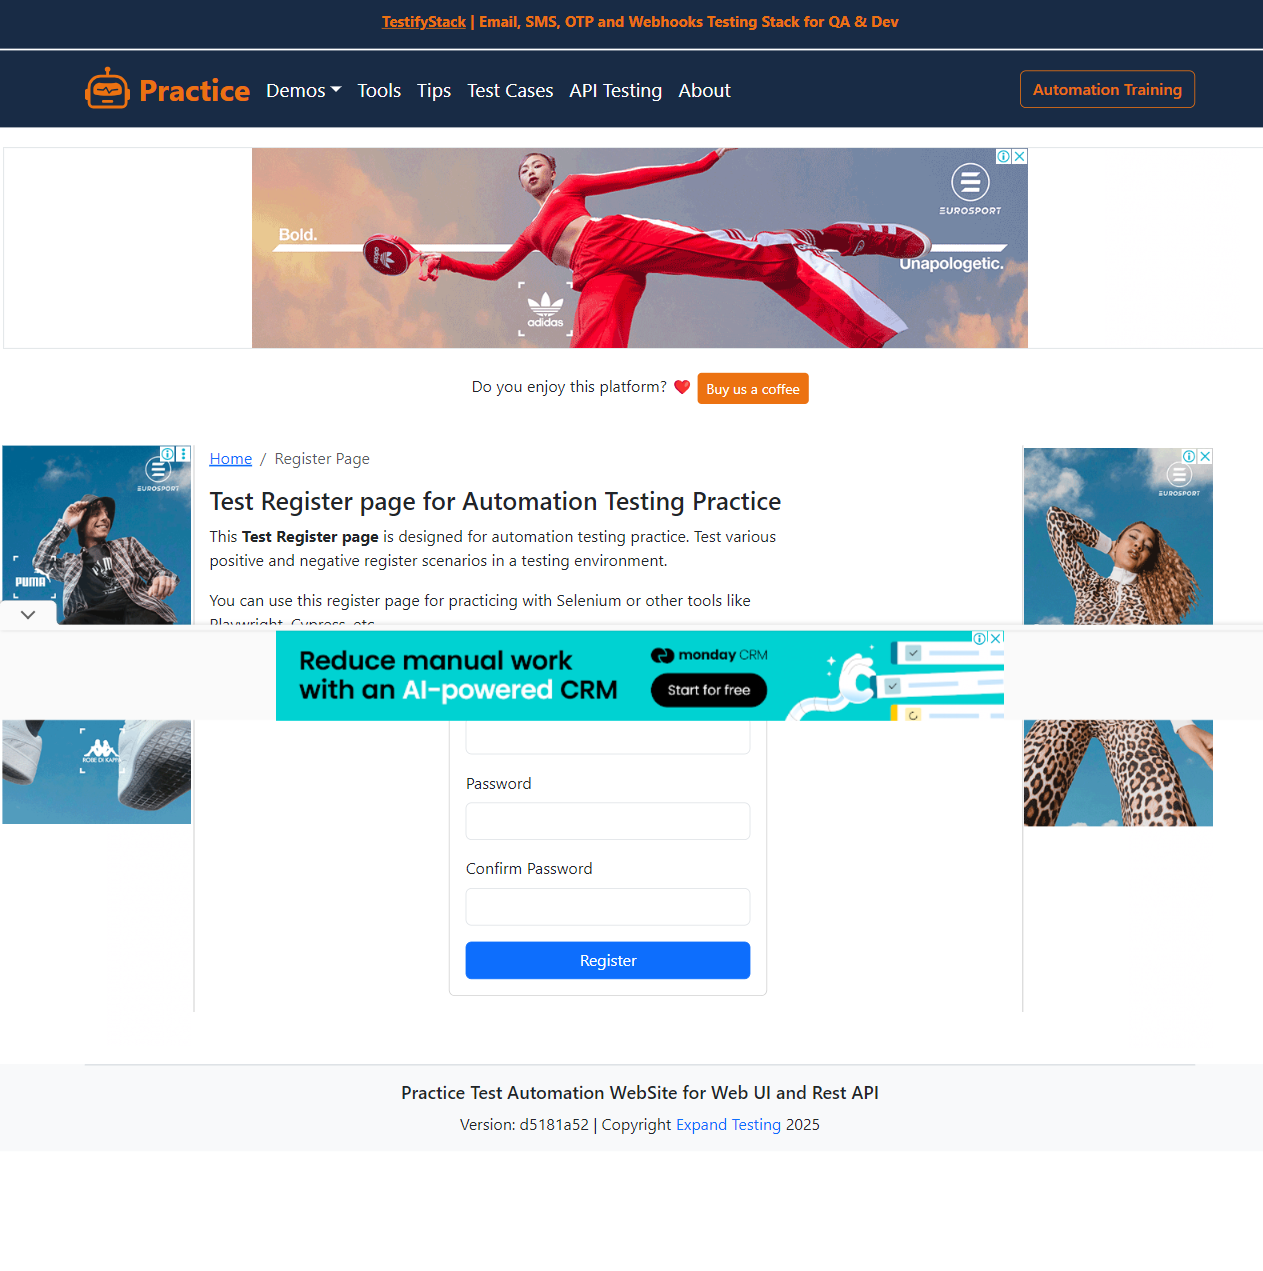 TestifyStack | Email, SMS, OTP and Webhooks Testing Stack for QA & Dev
Practice
Demos
Tools
Tips
Test Cases
API Testing
About
Automation Training
EUROSPORT
Bold.
Unapologetic.
adidas
adidas
Do you enjoy this platform? ❤️ Buy us a coffee
EUROSPORT
PUMA
Home / Register Page
Test Register page for Automation Testing Practice
This Test Register page is designed for automation testing practice. Test various
positive and negative register scenarios in a testing environment.
You can use this register page for practicing with Selenium or other tools like
Playwright, Cypress, etc.
EUROSPORT
Reduce manual work
with an AI-powered CRM
monday CRM
Start for free
ROBE DI KAPPA
Password
Confirm Password
Register
Practice Test Automation WebSite for Web UI and Rest API
Version: d5181a52 | Copyright Expand Testing 2025